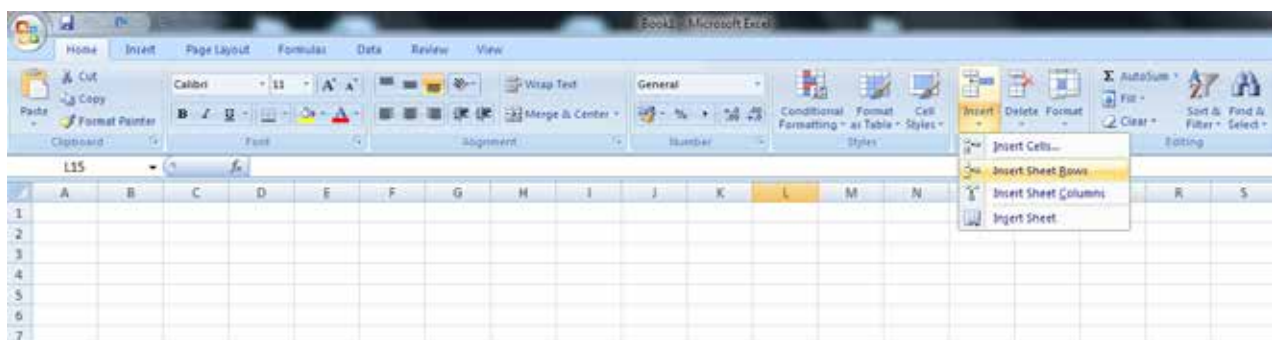 Book1 - Microsoft Excel
Home Insert Page Layout Formulas Data Review View
Paste
Cut
Copy
Format Painter
Clipboard
Calibri 11 A A
B I U A
Font
Wrap Text
Merge & Center
Alignment
General
% ,
Number
Conditional Formatting
Format as Table
Cell Styles
Styles
Insert Delete Format
Σ AutoSum
Fill
Clear
Sort & Filter
Find & Select
Editing
Insert Cells...
Insert Sheet Rows
Insert Sheet Columns
Insert Sheet
L15 fx
A B C D E F G H I J K L M N R S
1
2
3
4
5
6
7